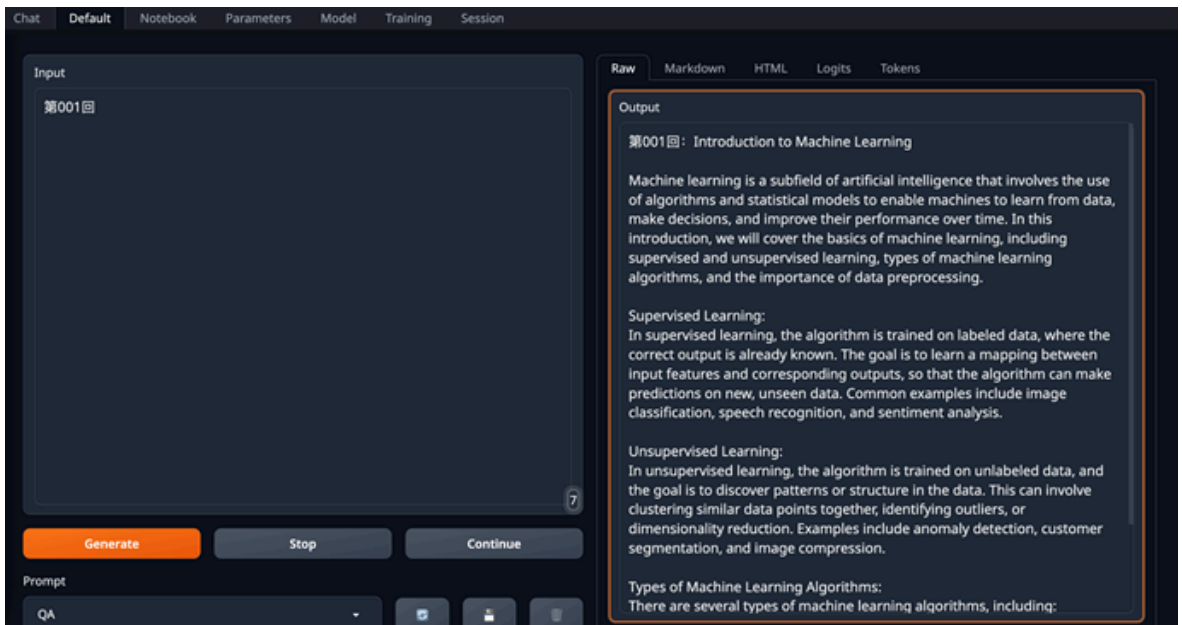 Chat Default Notebook Parameters Model Training Session
Input
第001回
7
Generate Stop Continue
Prompt
QA
Raw Markdown HTML Logits Tokens
Output
第001回：Introduction to Machine Learning
Machine learning is a subfield of artificial intelligence that involves the use
of algorithms and statistical models to enable machines to learn from data,
make decisions, and improve their performance over time. In this
introduction, we will cover the basics of machine learning, including
supervised and unsupervised learning, types of machine learning
algorithms, and the importance of data preprocessing.
Supervised Learning:
In supervised learning, the algorithm is trained on labeled data, where the
correct output is already known. The goal is to learn a mapping between
input features and corresponding outputs, so that the algorithm can make
predictions on new, unseen data. Common examples include image
classification, speech recognition, and sentiment analysis.
Unsupervised Learning:
In unsupervised learning, the algorithm is trained on unlabeled data, and
the goal is to discover patterns or structure in the data. This can involve
clustering similar data points together, identifying outliers, or
dimensionality reduction. Examples include anomaly detection, customer
segmentation, and image compression.
Types of Machine Learning Algorithms:
There are several types of machine learning algorithms, including: